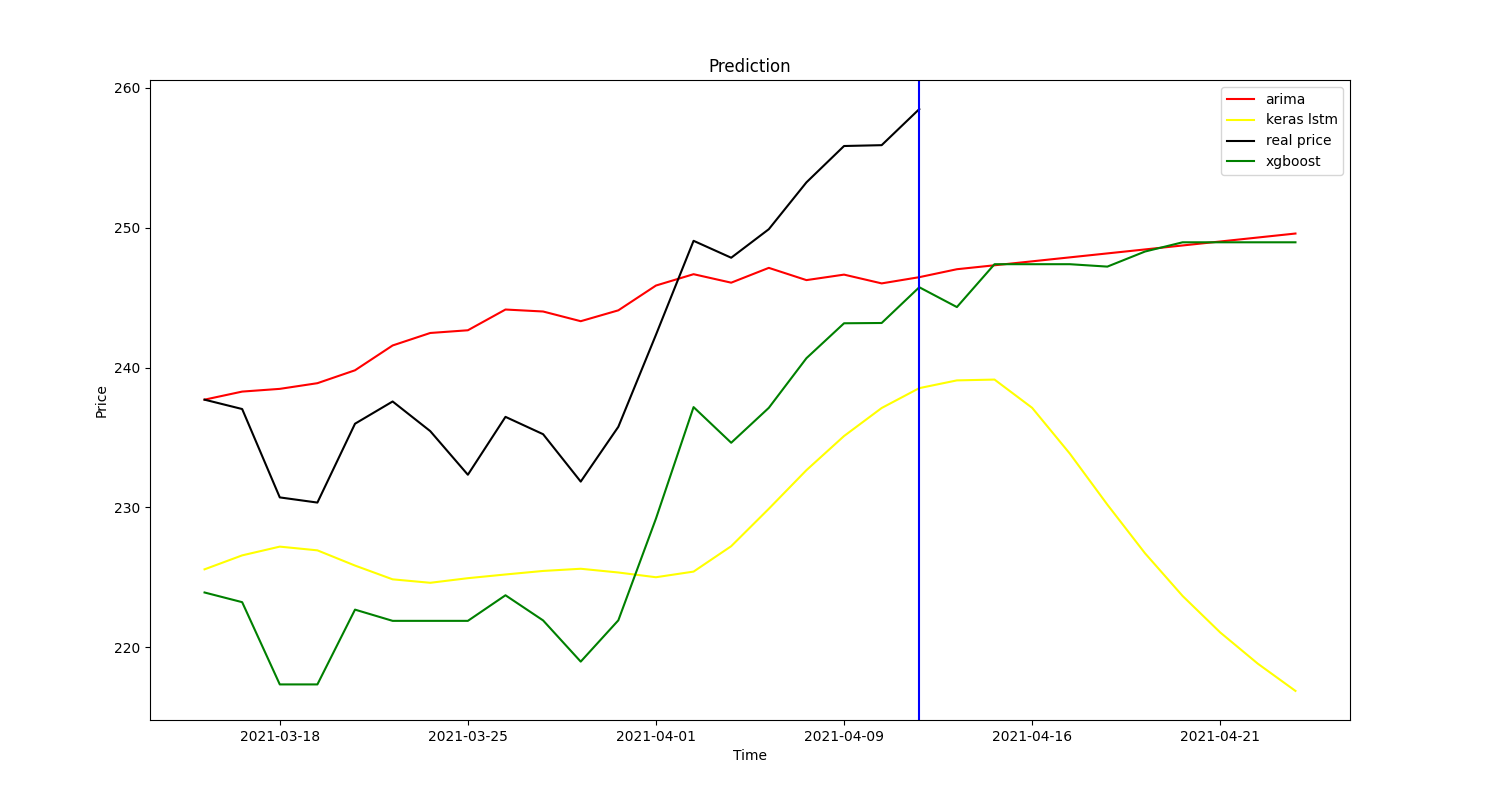 Prediction
260
250
240
230
220
Price
arima
keras lstm
real price
xgboost
2021-03-18
2021-03-25
2021-04-01
2021-04-09
2021-04-16
2021-04-21
Time